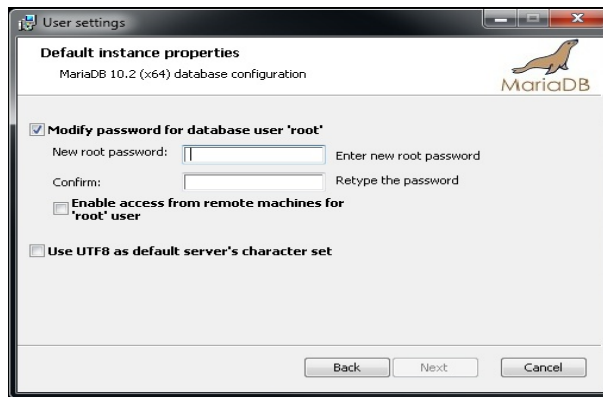 User settings
Default instance properties
MariaDB 10.2 (x64) database configuration
MariaDB
Modify password for database user 'root'
New root password:
Enter new root password
Confirm:
Retype the password
Enable access from remote machines for
'root' user
Use UTF8 as default server's character set
Back
Next
Cancel